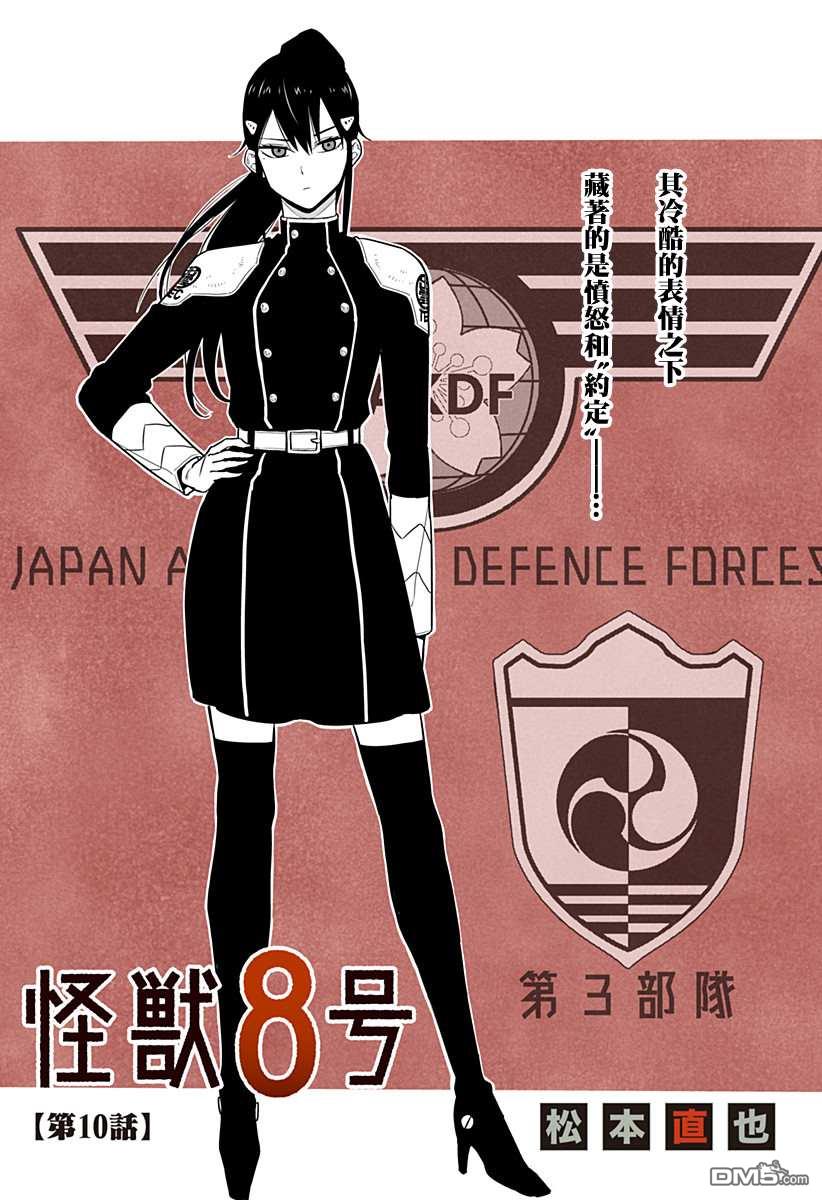 其冷酷的表情之下
藏著的是憤怒和〝約定〟——…
KDF
JAPAN A DEFENCE FORCES
第3部隊
怪獣8号
【第10話】
松本直也
DM5.com